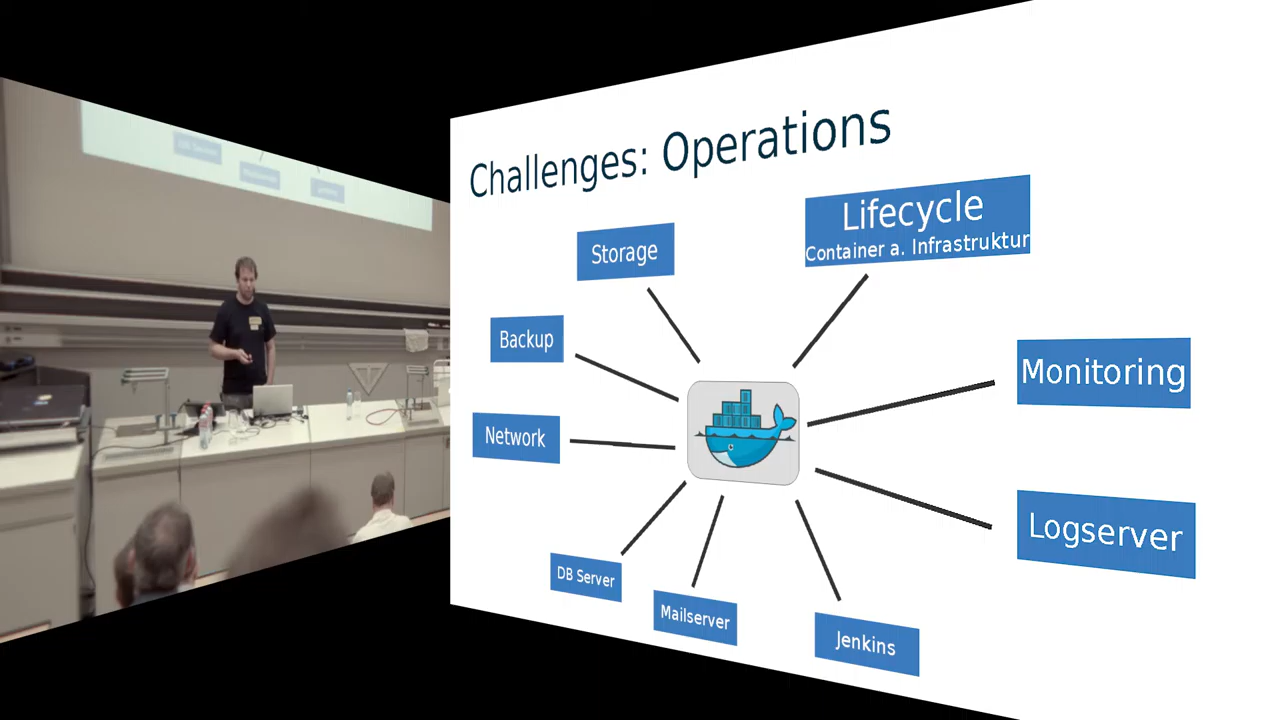 Challenges: Operations
Storage
Lifecycle
Container a. Infrastruktur
Backup
Monitoring
Network
Logserver
DB Server
Mailserver
Jenkins